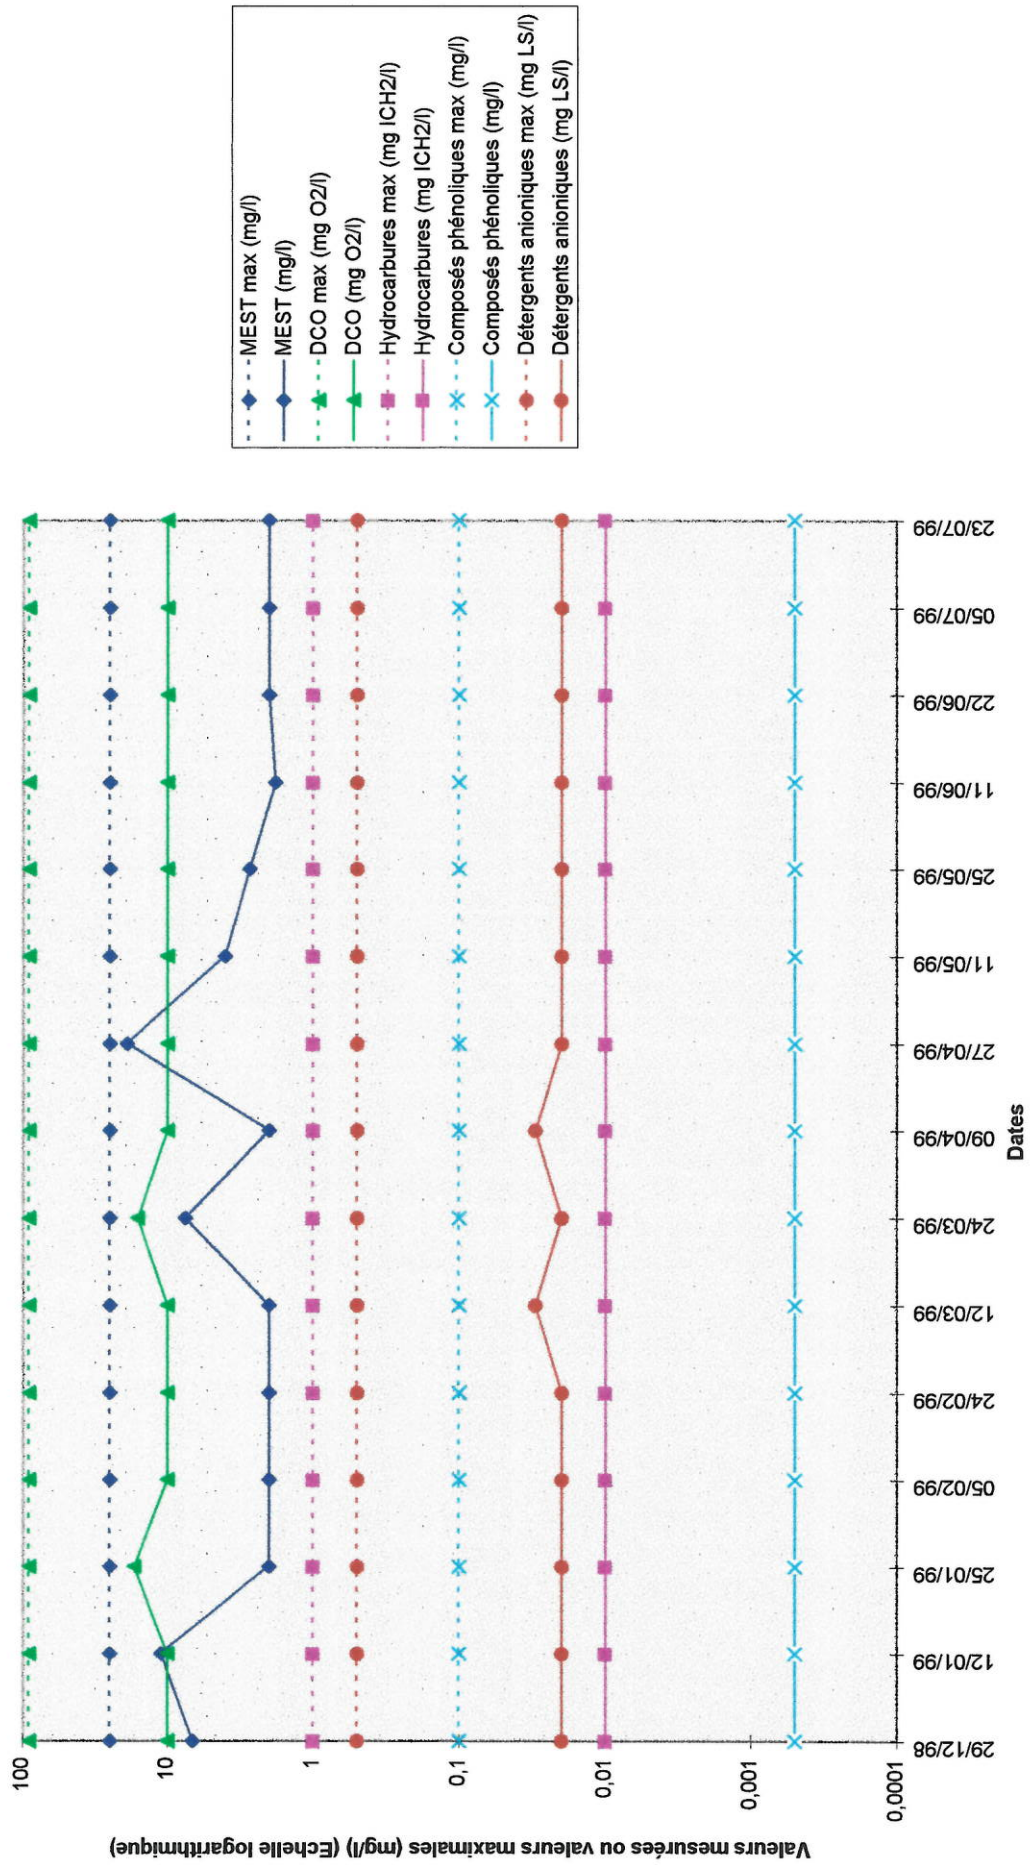 Valeurs mesurées ou valeurs maximales (mg/l) (Echelle logarithmique)
100
10
1
0,1
0,01
0,001
0,0001
29/12/98
12/01/99
25/01/99
05/02/99
24/02/99
12/03/99
24/03/99
09/04/99
27/04/99
11/05/99
25/05/99
11/06/99
22/06/99
05/07/99
23/07/99
Dates
MEST max (mg/l)
MEST (mg/l)
DCO max (mg O2/l)
DCO (mg O2/l)
Hydrocarbures max (mg ICH2/l)
Hydrocarbures (mg ICH2/l)
Composés phénoliques max (mg/l)
Composés phénoliques (mg/l)
Détergents anioniques max (mg LS/l)
Détergents anioniques (mg LS/l)